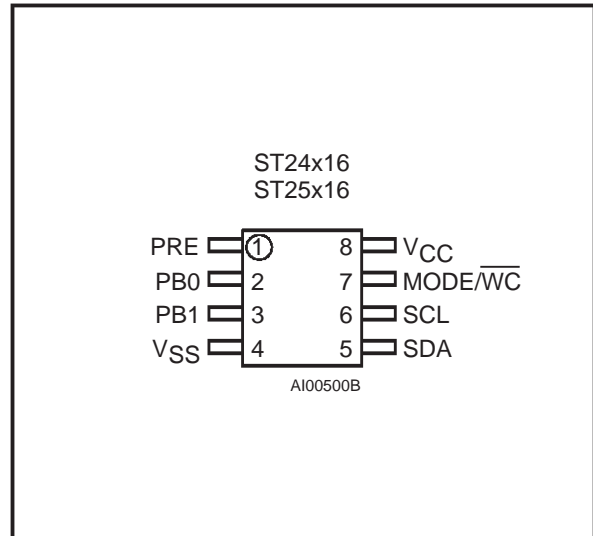 ST24x16
ST25x16
PRE 1 8 VCC
PB0 2 7 MODE/W̅C̅
PB1 3 6 SCL
VSS 4 5 SDA
AI00500B